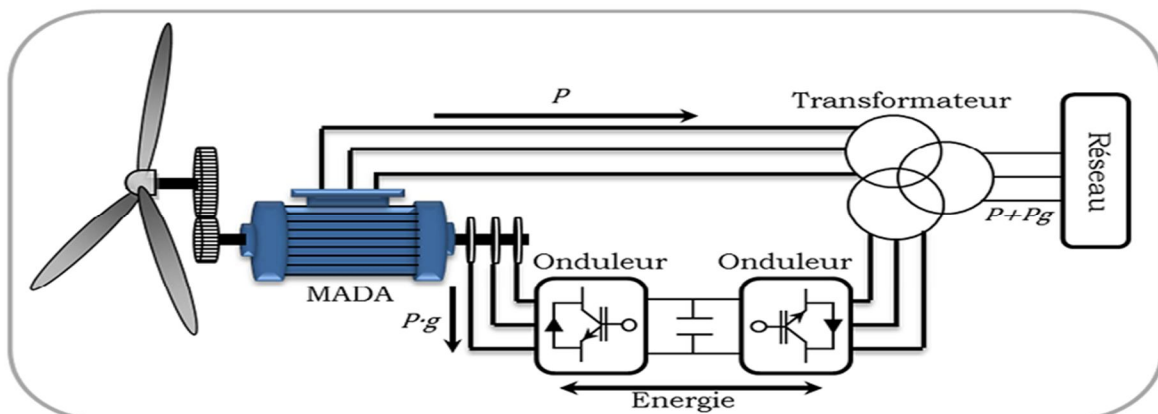 P
Transformateur
Réseau
P+Pg
Onduleur
Onduleur
MADA
P·g
Energie